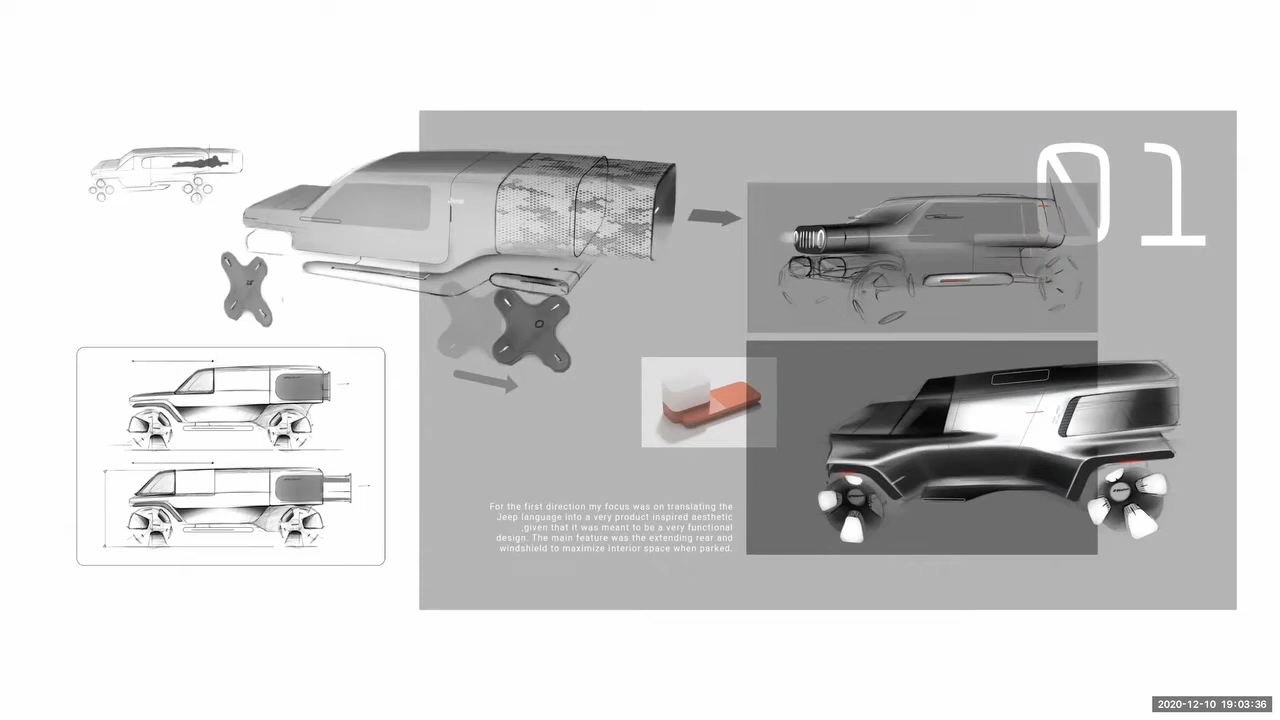 01
Jeep
For the first direction my focus was on translating the
Jeep language into a very product inspired aesthetic
,given that it was meant to be a very functional
design. The main feature was the extending rear and
windshield to maximize interior space when parked.
2020-12-10 19:03:36